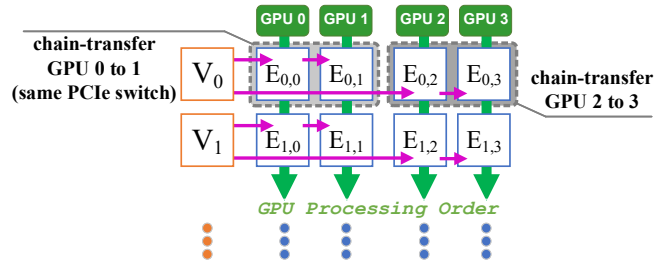 GPU 0 GPU 1 GPU 2 GPU 3
chain-transfer
GPU 0 to 1
(same PCIe switch)
V0 E0,0 E0,1 E0,2 E0,3
chain-transfer
GPU 2 to 3
V1 E1,0 E1,1 E1,2 E1,3
GPU Processing Order